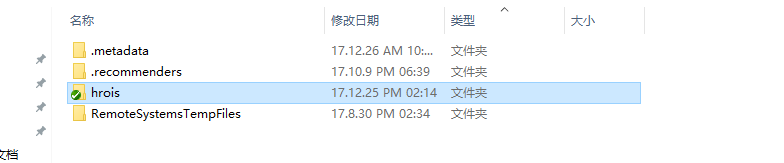 名称 修改日期 类型 大小
.metadata 17.12.26 AM 10:... 文件夹
.recommenders 17.10.9 PM 06:39 文件夹
hrois 17.12.25 PM 02:14 文件夹
RemoteSystemsTempFiles 17.8.30 PM 02:34 文件夹
文档